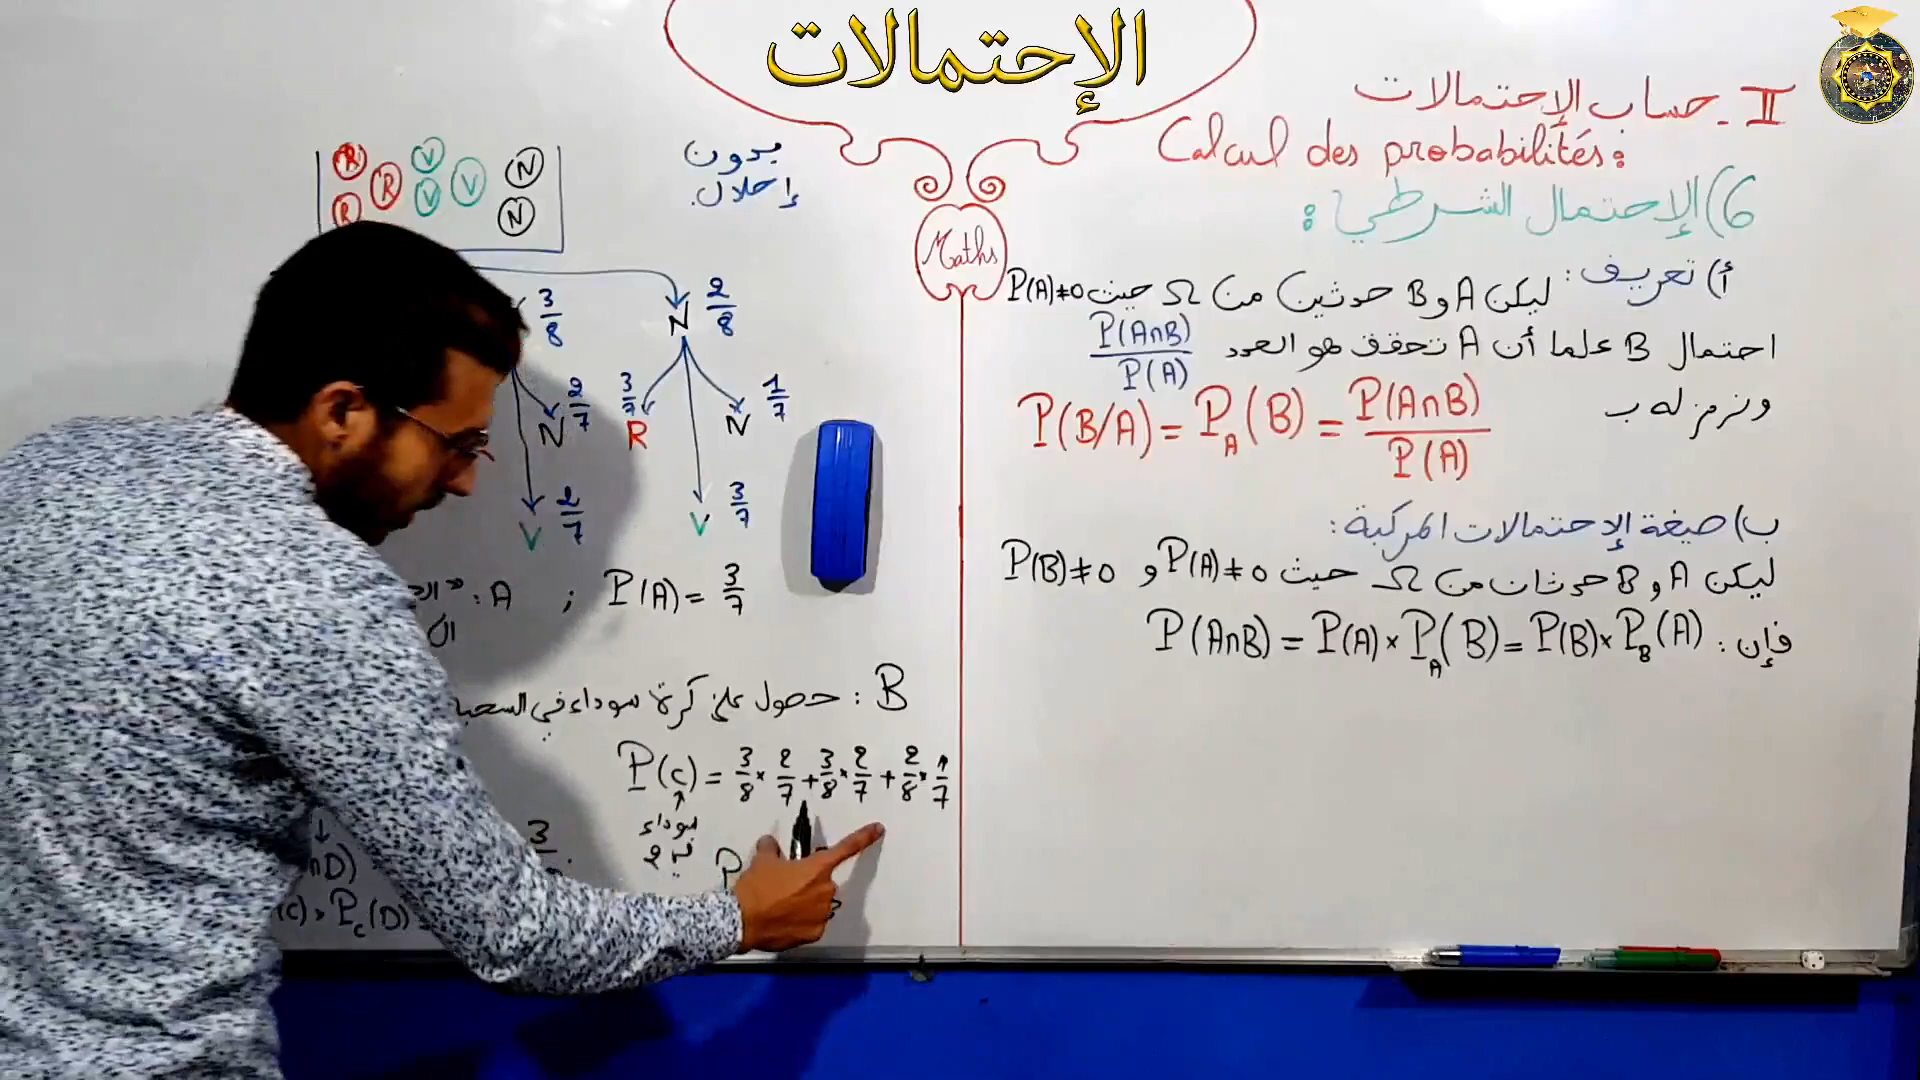 الإحتمالات
II - حساب الإحتمالات
Calcul des probabilités :
6) الإحتمال الشرطي :
أ) تعريف : ليكن A و B حدثين من Ω حيث P(A)≠0
احتمال B علما أن A تحقق هو العدد P(A∩B)/P(A)
ونرمز له ب
P(B/A) = P_A(B) = P(A∩B)/P(A)
ب) صيغة الإحتمالات المركبة :
ليكن A و B حدثان من Ω حيث P(A)≠0 و P(B)≠0
فإن : P(A∩B) = P(A) × P_A(B) = P(B) × P_B(A)
Maths
بدون
إحلال.
R R R V V V N N
3/8 N 2/8
N 2/7 R 3/7 N 1/7
V 2/7 V 3/7
A : ; P(A) = 3/7
B : حصول على كرة سوداء في
P(C) = 3/8 × 2/7 + 3/8 × 2/7 + 2/8 × 1/7
سوداء
في 2
3
∩D)
(C) × P_C(D)
P